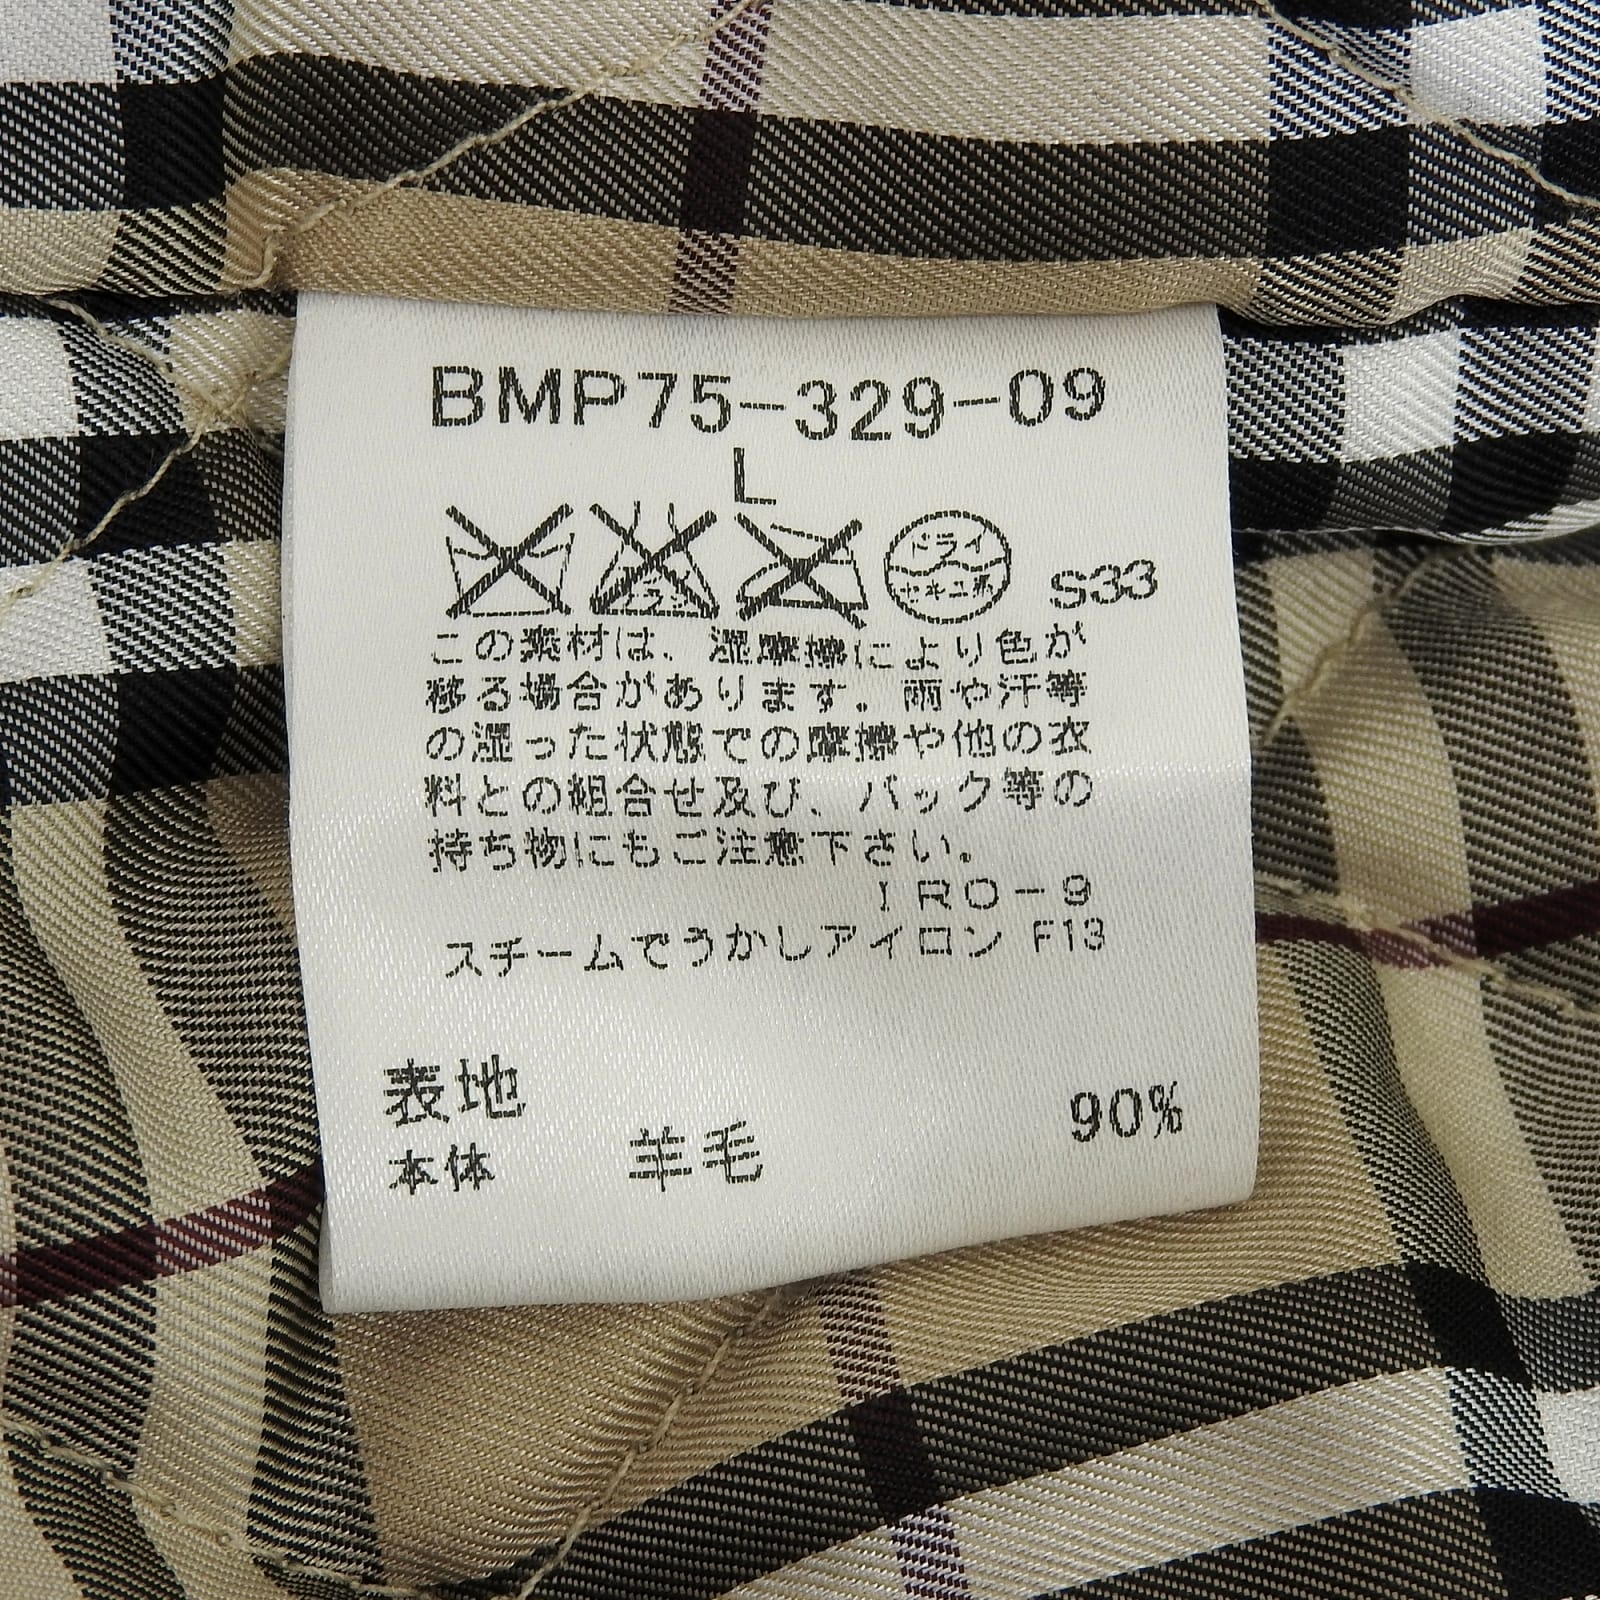 BMP75-329-09
L
ドライ
セキユ系
S33
この素材は、湿摩擦により色が
移る場合があります。雨や汗等
の湿った状態での摩擦や他の衣
料との組合せ及び、バック等の
持ち物にもご注意下さい。
IRO-9
スチームでうかしアイロン F13
表地
本体 羊毛 90%